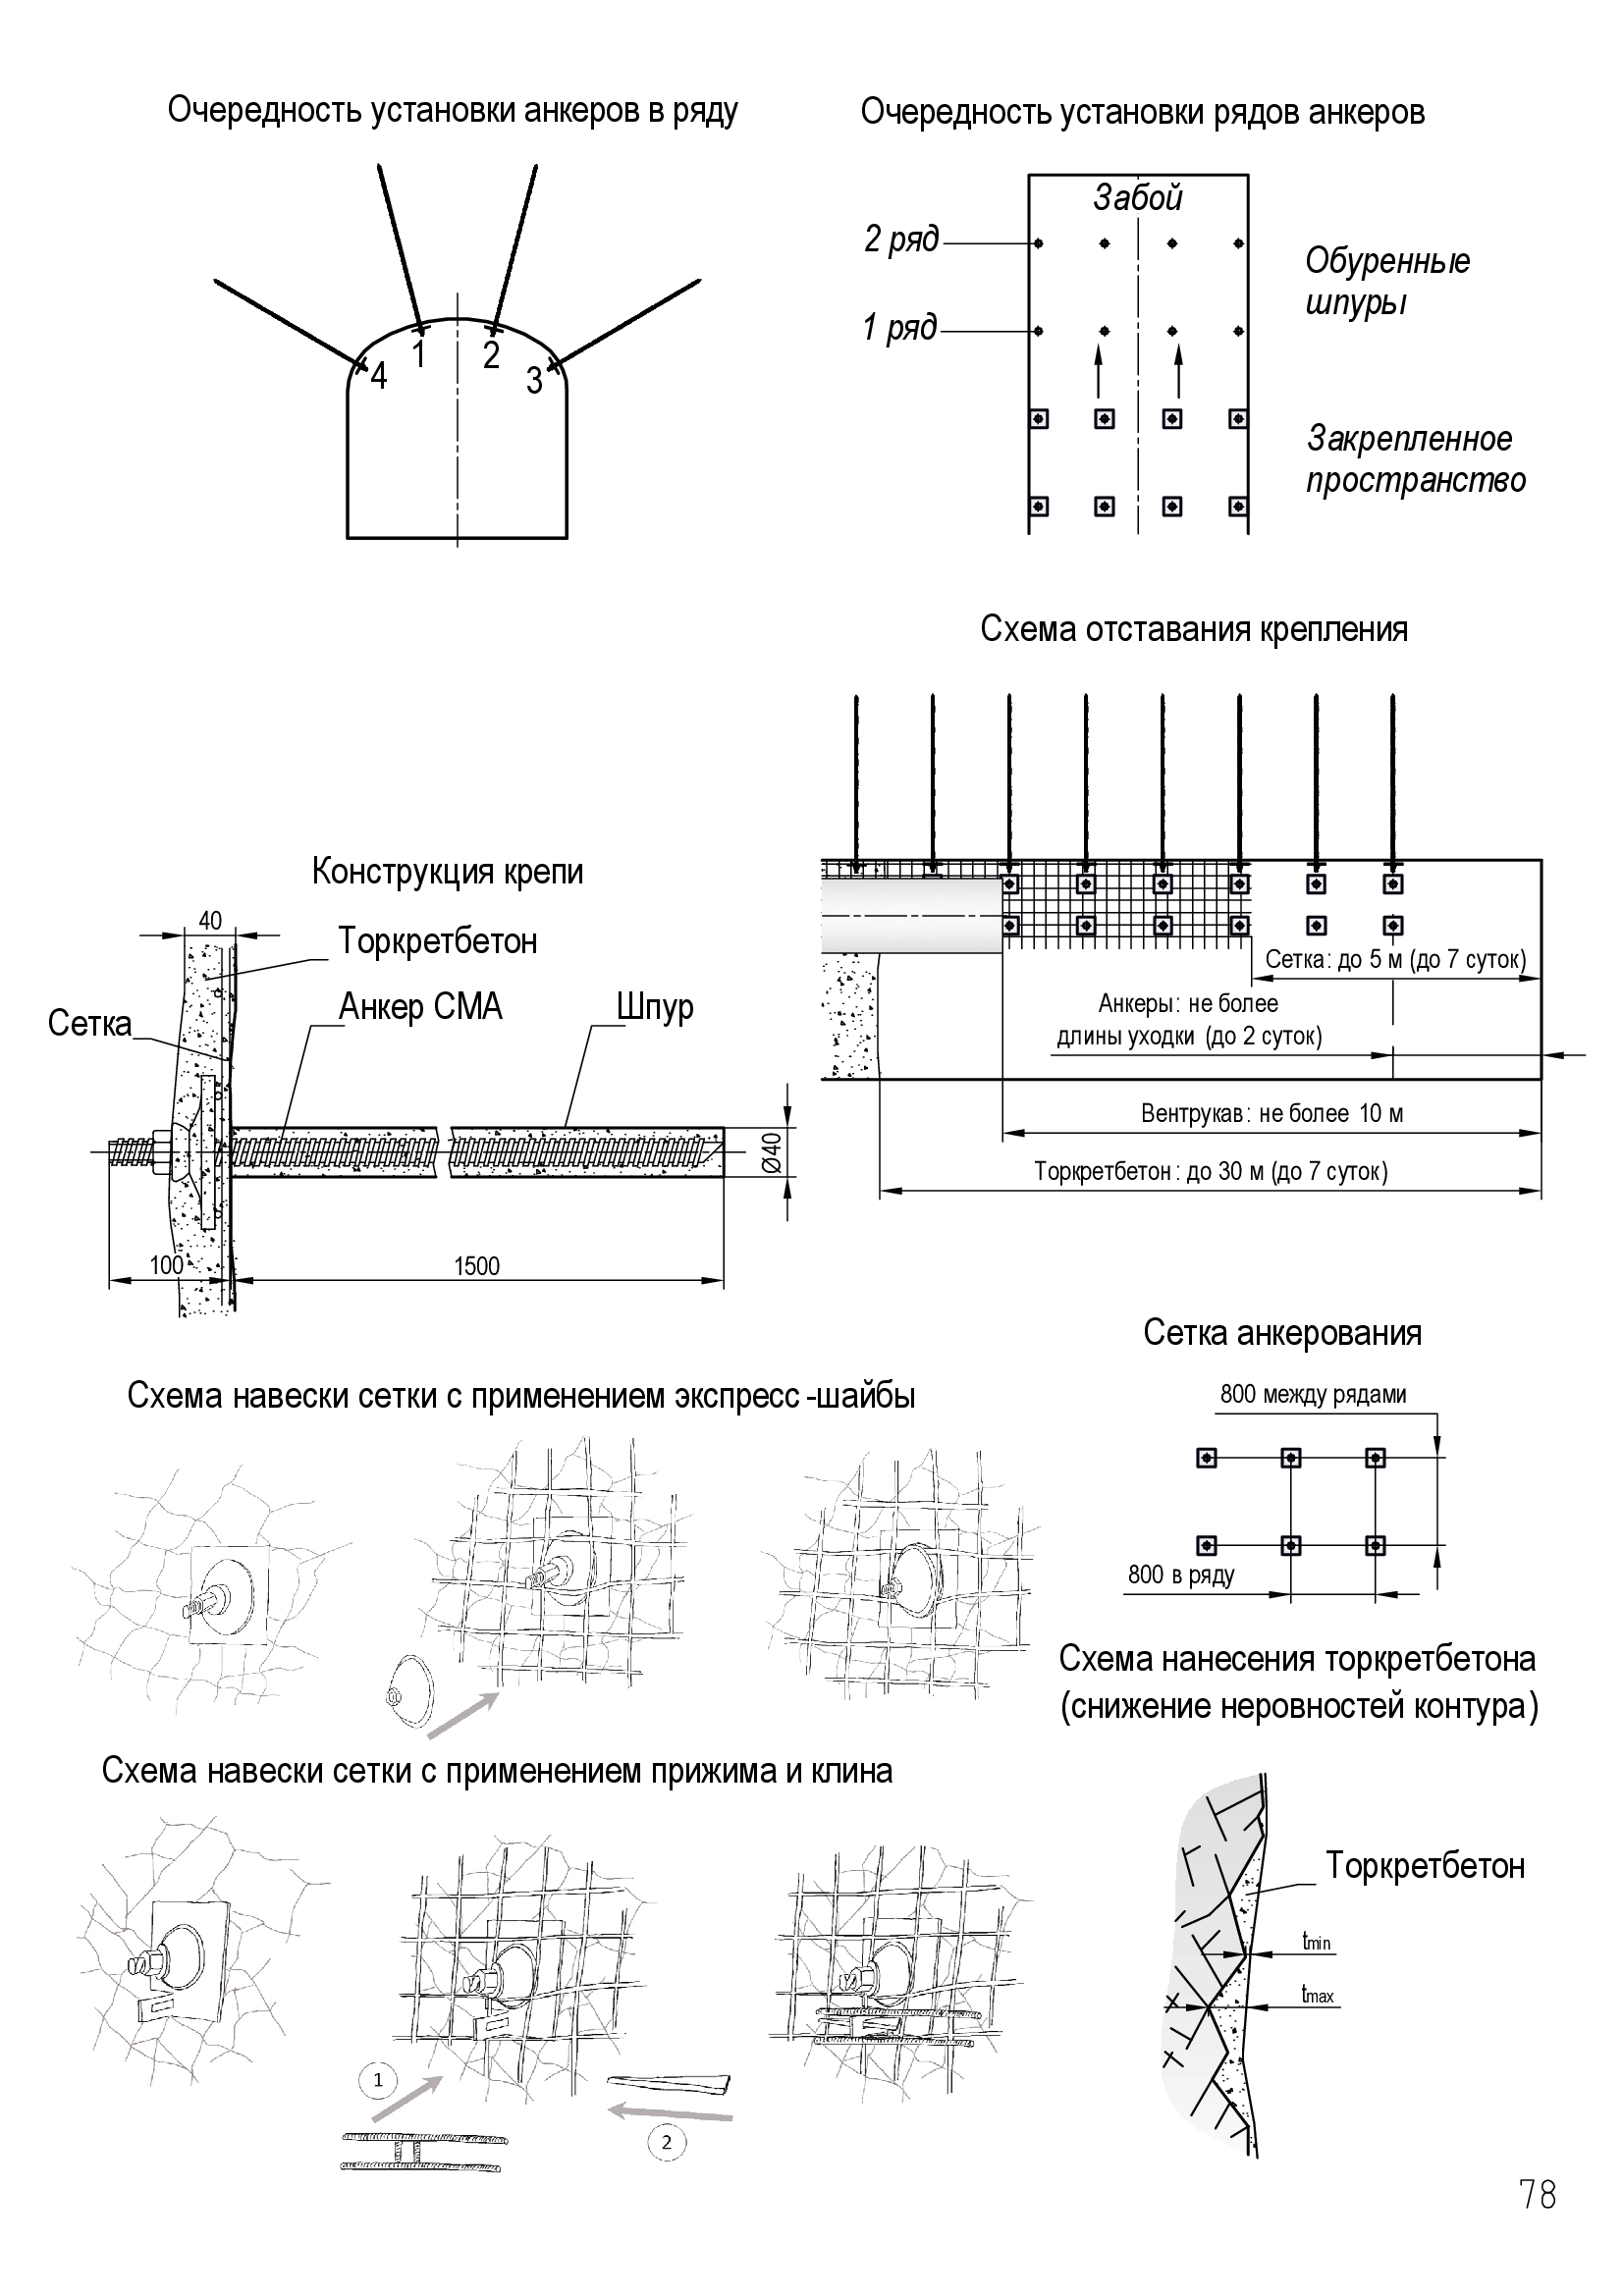 Очередность установки анкеров в ряду
1
2
3
4
Очередность установки рядов анкеров
Забой
2 ряд
1 ряд
Обуренные
шпуры
Закрепленное
пространство
Схема отставания крепления
Сетка: до 5 м (до 7 суток)
Анкеры: не более
длины уходки (до 2 суток)
Вентрукав: не более 10 м
Торкретбетон: до 30 м (до 7 суток)
Конструкция крепи
40
Торкретбетон
Анкер СМА
Шпур
Сетка
Ø40
100
1500
Сетка анкерования
800 между рядами
800 в ряду
Схема навески сетки с применением экспресс-шайбы
Схема нанесения торкретбетона
(снижение неровностей контура)
Торкретбетон
tmin
tmax
Схема навески сетки с применением прижима и клина
1
2
78